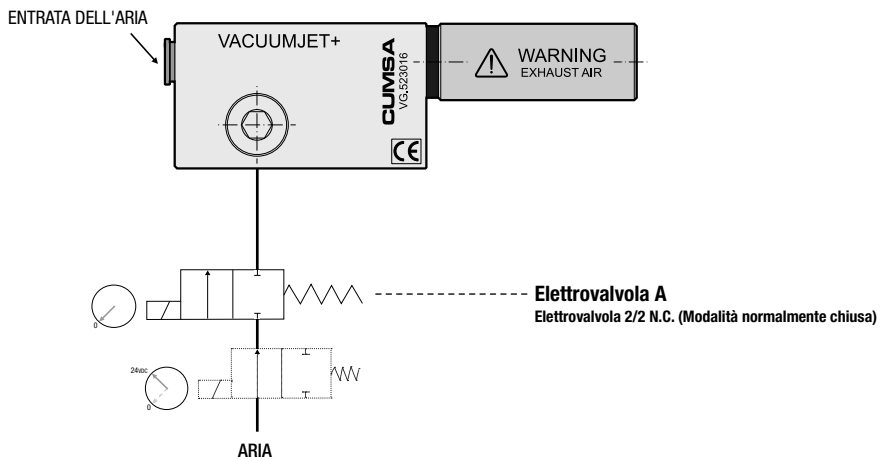 ENTRATA DELL'ARIA
VACUUMJET+
CUMSA
VG.523016
CE
WARNING
EXHAUST AIR
0
Elettrovalvola A
Elettrovalvola 2/2 N.C. (Modalità normalmente chiusa)
24VDC
0
ARIA